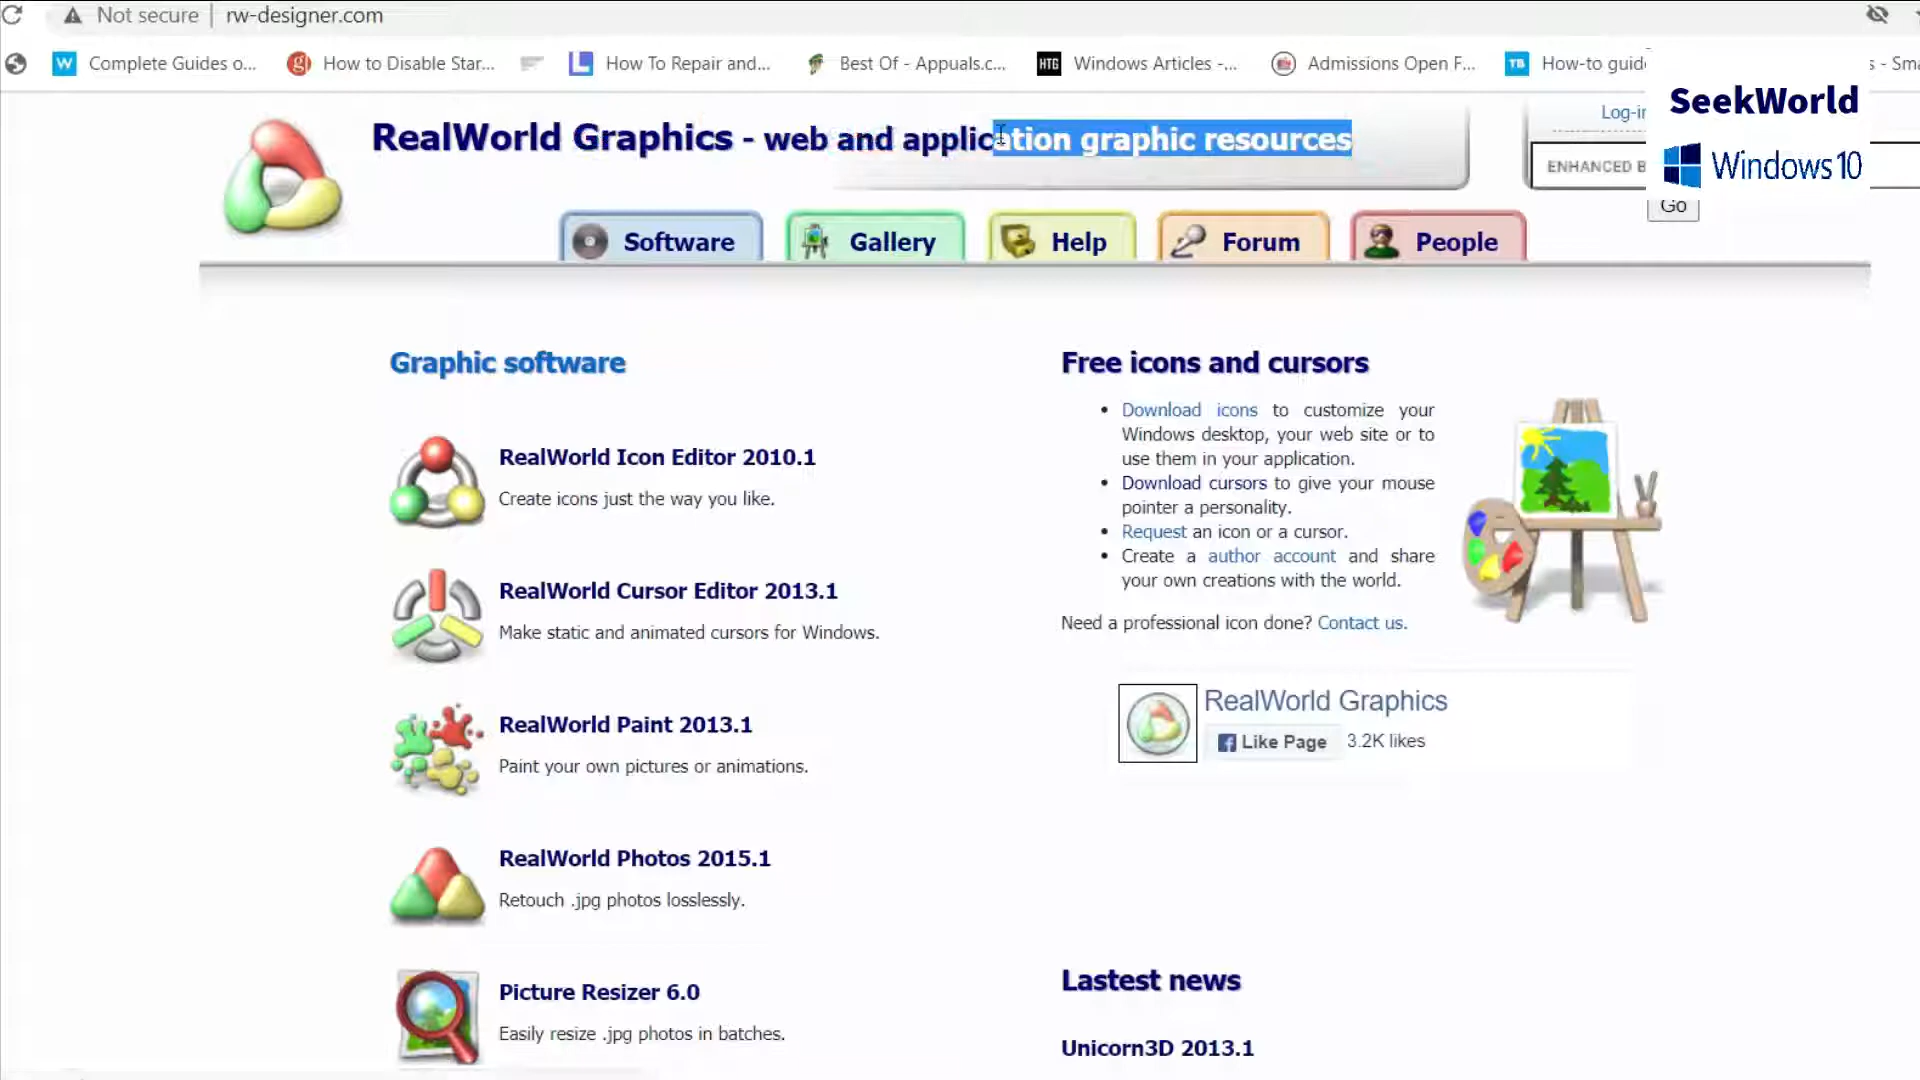 Not secure | rw-designer.com
Complete Guides o... How to Disable Star... How To Repair and... Best Of - Appuals.c... HTG Windows Articles -... Admissions Open F... TB How-to guid s - Sma
SeekWorld
Windows 10
RealWorld Graphics - web and application graphic resources
Log-in
ENHANCED B
Go
Software
Gallery
Help
Forum
People
Graphic software
RealWorld Icon Editor 2010.1
Create icons just the way you like.
RealWorld Cursor Editor 2013.1
Make static and animated cursors for Windows.
RealWorld Paint 2013.1
Paint your own pictures or animations.
RealWorld Photos 2015.1
Retouch .jpg photos losslessly.
Picture Resizer 6.0
Easily resize .jpg photos in batches.
Free icons and cursors
• Download icons to customize your
Windows desktop, your web site or to
use them in your application.
• Download cursors to give your mouse
pointer a personality.
• Request an icon or a cursor.
• Create a author account and share
your own creations with the world.
Need a professional icon done? Contact us.
RealWorld Graphics
Like Page 3.2K likes
Lastest news
Unicorn3D 2013.1